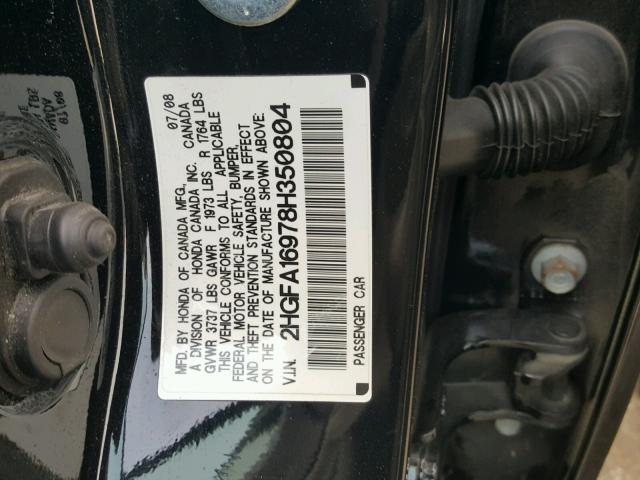 MFD. BY HONDA OF CANADA MFG. 07/08
A DIVISION OF HONDA CANADA INC. CANADA
GVWR 3737 LBS GAWR F 1973 LBS R 1764 LBS
THIS VEHICLE CONFORMS TO ALL APPLICABLE
FEDERAL MOTOR VEHICLE SAFETY, BUMPER,
AND THEFT PREVENTION STANDARDS IN EFFECT
ON THE DATE OF MANUFACTURE SHOWN ABOVE.
V.I.N. 2HGFA16978H350804
PASSENGER CAR